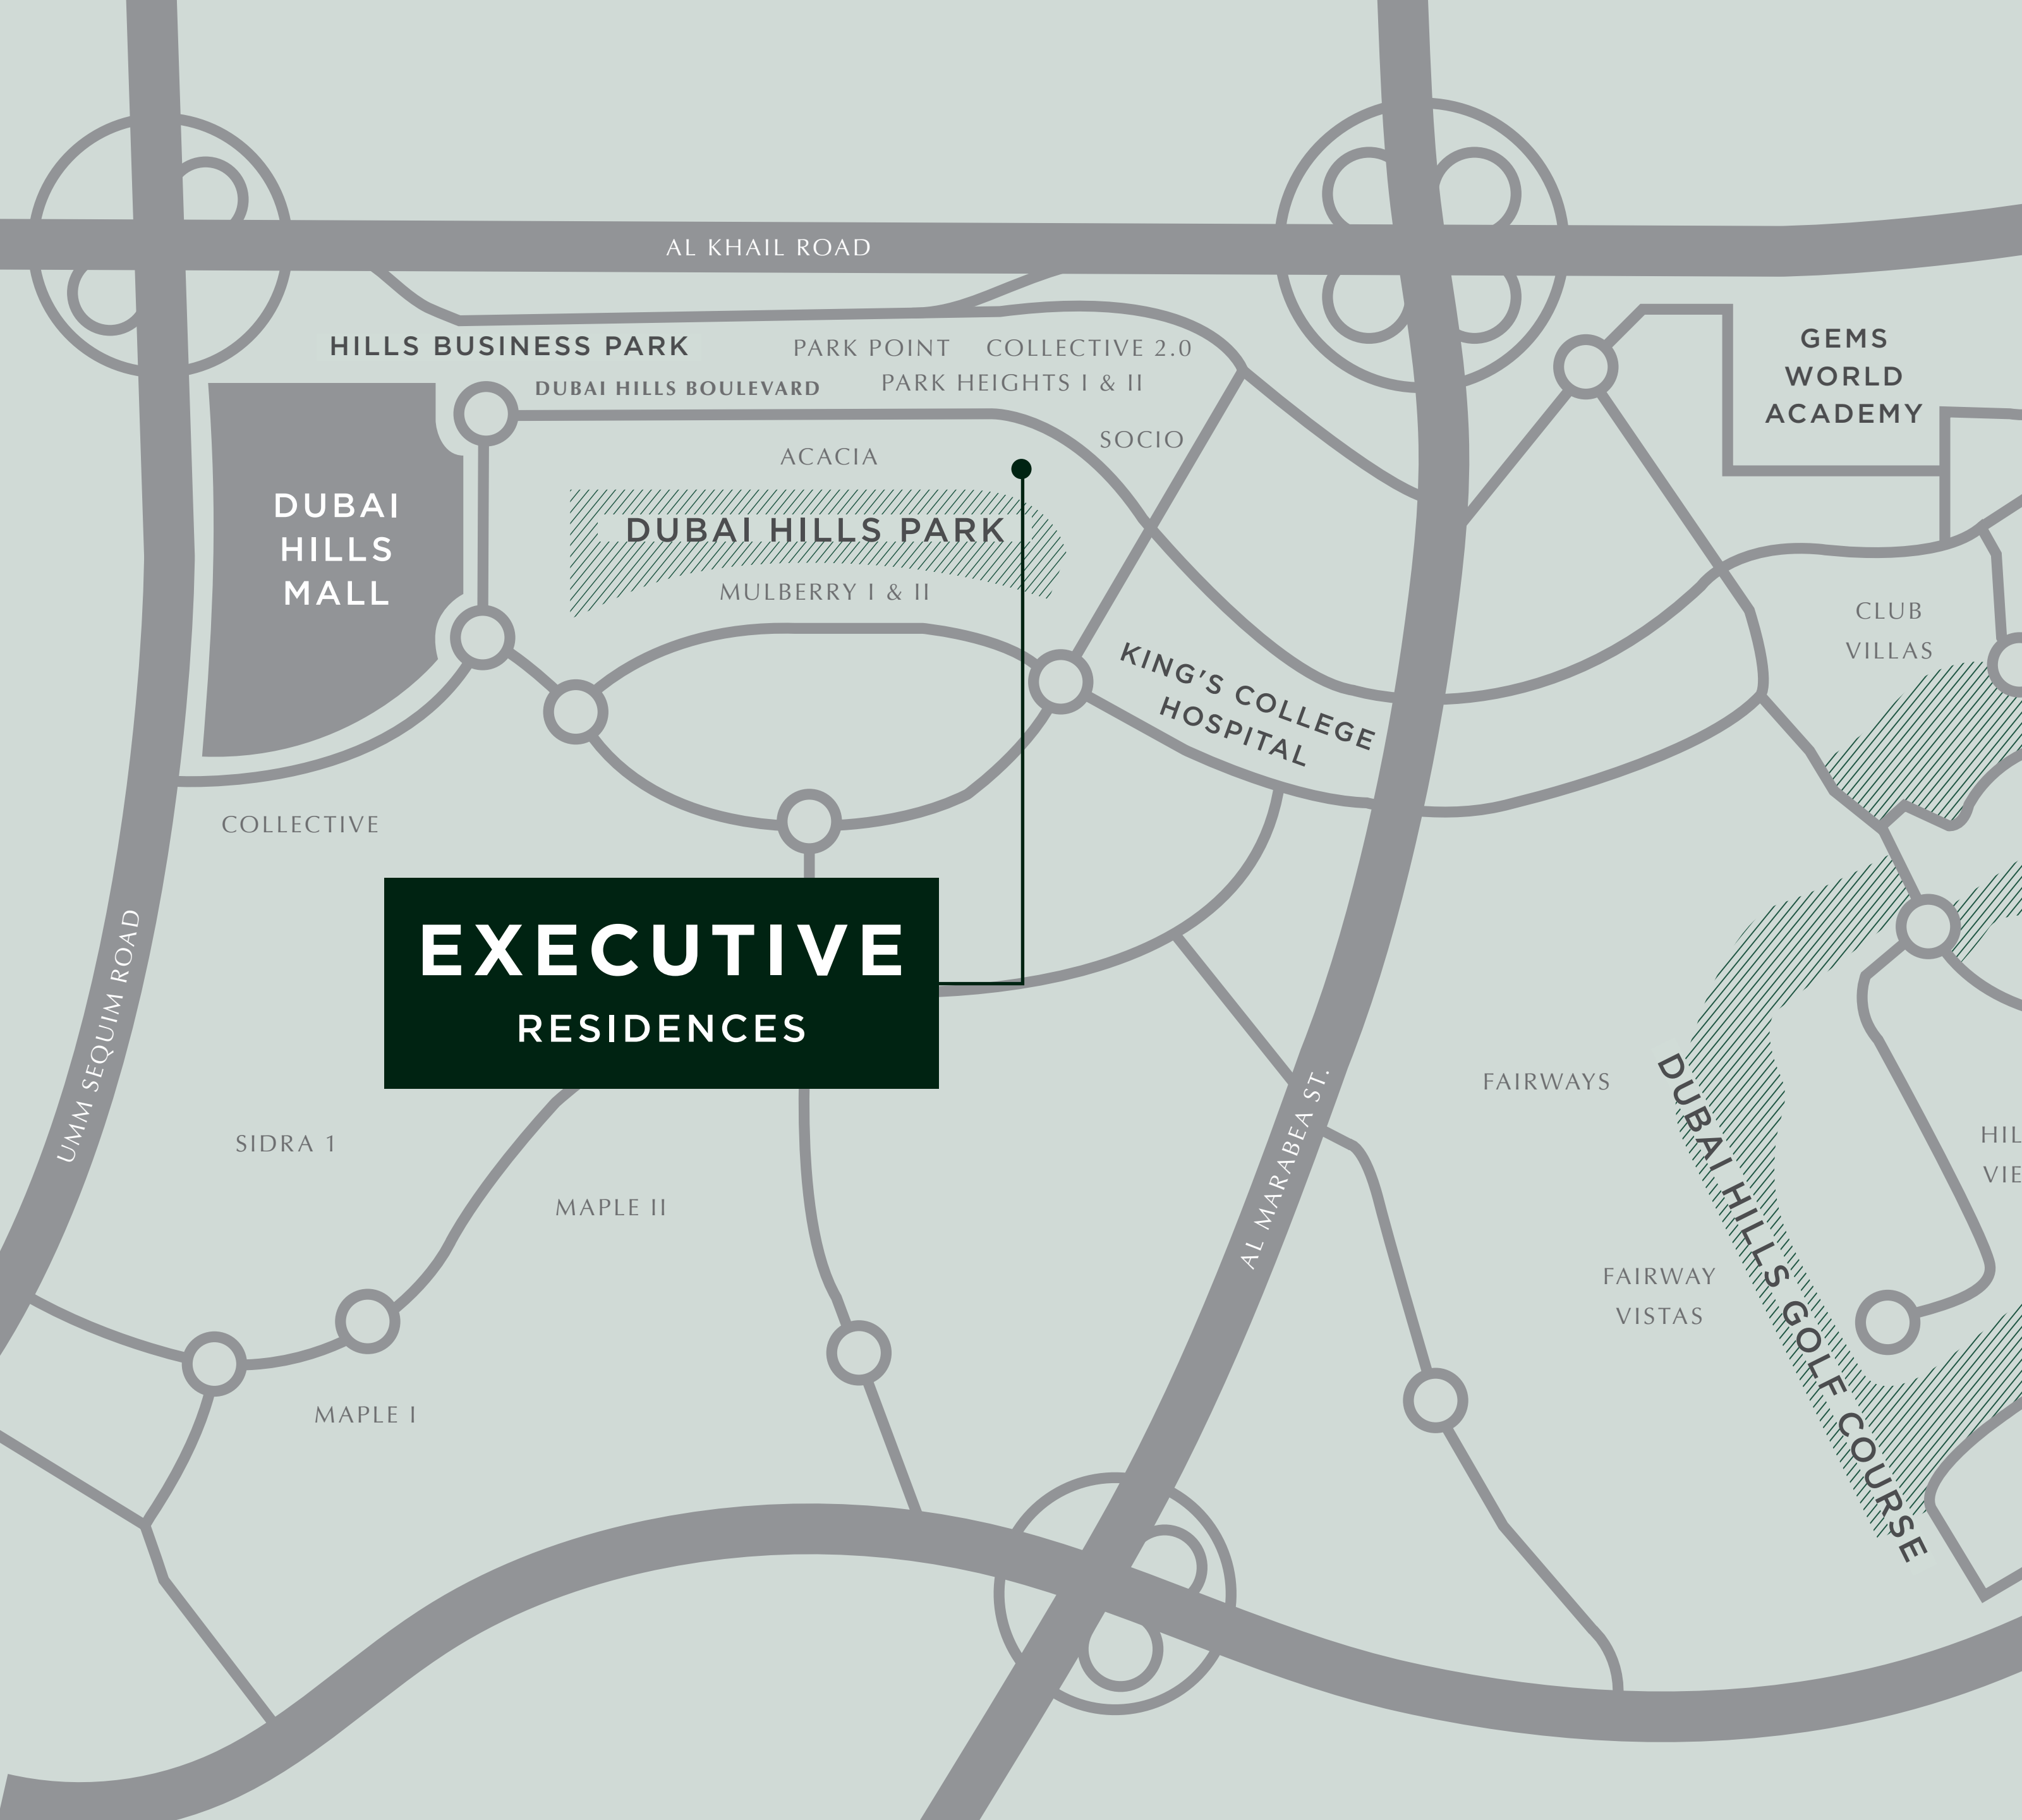 AL KHAIL ROAD
HILLS BUSINESS PARK
PARK POINT
COLLECTIVE 2.0
DUBAI HILLS BOULEVARD
PARK HEIGHTS I & II
GEMS
WORLD
ACADEMY
SOCIO
ACACIA
DUBAI
HILLS
MALL
DUBAI HILLS PARK
MULBERRY I & II
CLUB
VILLAS
KING'S COLLEGE
HOSPITAL
COLLECTIVE
EXECUTIVE
RESIDENCES
UMM SEQUIM ROAD
AL MARABEA ST.
FAIRWAYS
SIDRA 1
HIL
VIE
MAPLE II
DUBAI HILLS GOLF COURSE
FAIRWAY
VISTAS
MAPLE I